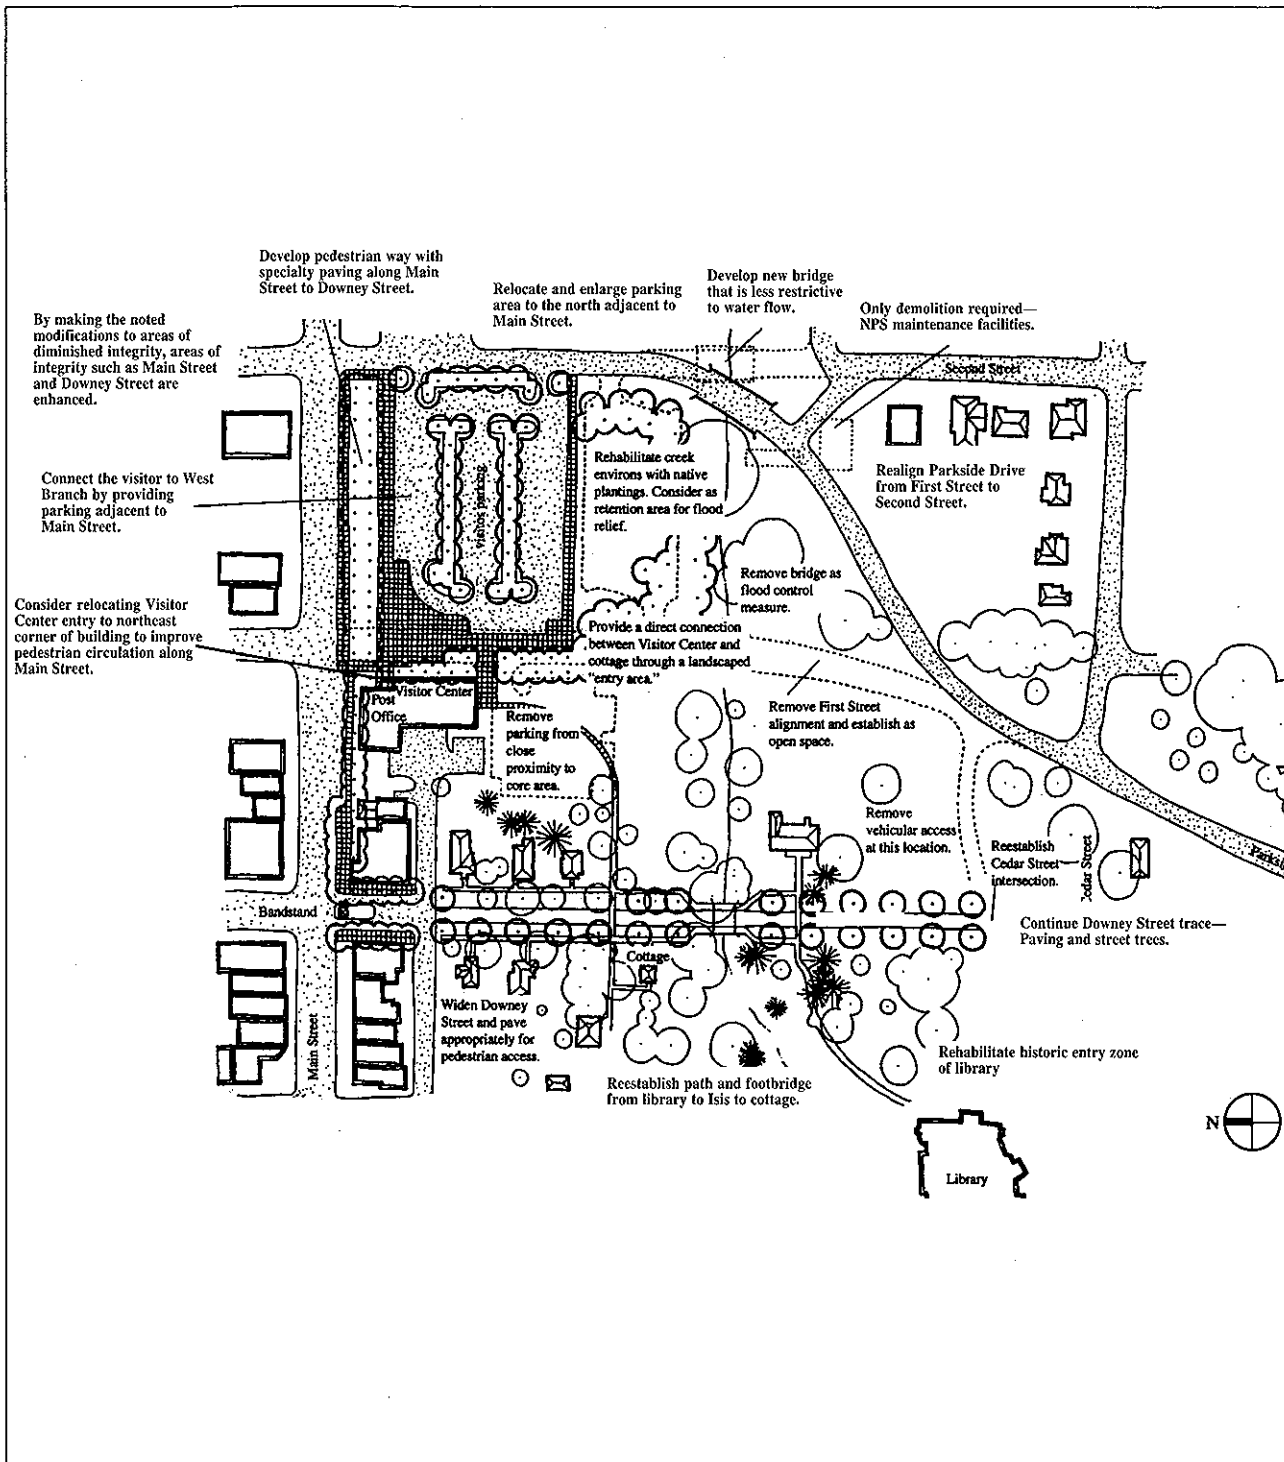 Develop pedestrian way with
specialty paving along Main
Street to Downey Street.
Relocate and enlarge parking
area to the north adjacent to
Main Street.
Develop new bridge
that is less restrictive
to water flow.
Only demolition required—
NPS maintenance facilities.
By making the noted
modifications to areas of
diminished integrity, areas of
integrity such as Main Street
and Downey Street are
enhanced.
Second Street
Connect the visitor to West
Branch by providing
parking adjacent to
Main Street.
Visitor parking
Rehabilitate creek
environs with native
plantings. Consider as
retention area for flood
relief.
Realign Parkside Drive
from First Street to
Second Street.
Remove bridge as
flood control
measure.
Consider relocating Visitor
Center entry to northeast
corner of building to improve
pedestrian circulation along
Main Street.
Provide a direct connection
between Visitor Center and
cottage through a landscaped
"entry area."
Visitor Center
Post
Office
Remove
parking from
close
proximity to
core area.
Remove First Street
alignment and establish as
open space.
Remove
vehicular access
at this location.
Reestablish
Cedar Street
intersection.
Cedar Street
Bandstand
Continue Downey Street trace—
Paving and street trees.
Cottage
Widen Downey
Street and pave
appropriately for
pedestrian access.
Main Street
Reestablish path and footbridge
from library to Isis to cottage.
Rehabilitate historic entry zone
of library
N
Library